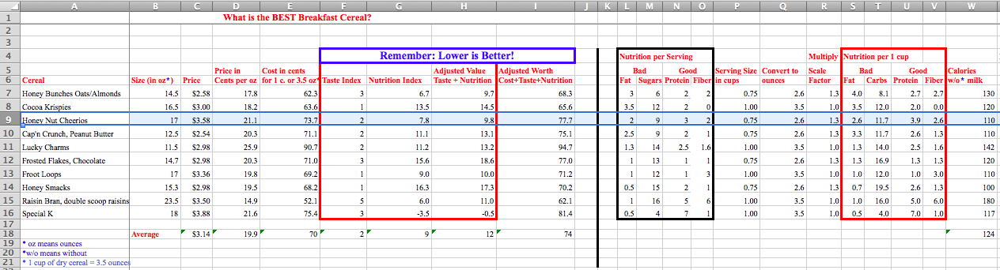 A B C D E F G H I J K L M N O P Q R S T U V W
1 What is the BEST Breakfast Cereal?
2
3
4 Remember: Lower is Better! Nutrition per Serving Multiply Nutrition per 1 cup
5 Price in Cost in cents Adjusted Value Adjusted Worth Bad Good Serving Size Convert to Scale Bad Good Calories
6 Cereal Size (in oz*) Price Cents per oz for 1 c. or 3.5 oz* Taste Index Nutrition Index Taste + Nutrition Cost+Taste+Nutrition Fat Sugars Protein Fiber in cups ounces Factor Fat Carbs Protein Fiber w/o* milk
7 Honey Bunches Oats/Almonds 14.5 $2.58 17.8 62.3 3 6.7 9.7 68.3 3 6 2 2 0.75 2.6 1.3 4.0 8.1 2.7 2.7 130
8 Cocoa Krispies 16.5 $3.00 18.2 63.6 1 13.5 14.5 65.6 3.5 12 2 0 1.00 3.5 1.0 3.5 12.0 2.0 0.0 120
9 Honey Nut Cheerios 17 $3.58 21.1 73.7 2 7.8 9.8 77.7 2 9 3 2 0.75 2.6 1.3 2.6 11.7 3.9 2.6 110
10 Cap'n Crunch, Peanut Butter 12.5 $2.54 20.3 71.1 2 11.1 13.1 75.1 2.5 9 2 1 0.75 2.6 1.3 3.3 11.7 2.6 1.3 110
11 Lucky Charms 11.5 $2.98 25.9 90.7 2 11.2 13.2 94.7 1.3 14 2.5 1.6 1.00 3.5 1.0 1.3 14.0 2.5 1.6 142
12 Frosted Flakes, Chocolate 14.7 $2.98 20.3 71.0 3 15.6 18.6 77.0 1 13 1 1 0.75 2.6 1.3 1.3 16.9 1.3 1.3 120
13 Froot Loops 17 $3.36 19.8 69.2 1 9.0 10.0 71.2 1 12 1 3 1.00 3.5 1.0 1.0 12.0 1.0 3.0 110
14 Honey Smacks 15.3 $2.98 19.5 68.2 1 16.3 17.3 70.2 0.5 15 2 1 0.75 2.6 1.3 0.7 19.5 2.6 1.3 100
15 Raisin Bran, double scoop raisins 23.5 $3.50 14.9 52.1 5 6.0 11.0 62.1 1 16 5 6 1.00 3.5 1.0 1.0 16.0 5.0 6.0 180
16 Special K 18 $3.88 21.6 75.4 3 -3.5 -0.5 81.4 0.5 4 7 1 1.00 3.5 1.0 0.5 4.0 7.0 1.0 117
17
18 Average $3.14 19.9 70 2 9 12 74 124
19 * oz means ounces
20 *w/o means without
21 * 1 cup of dry cereal = 3.5 ounces